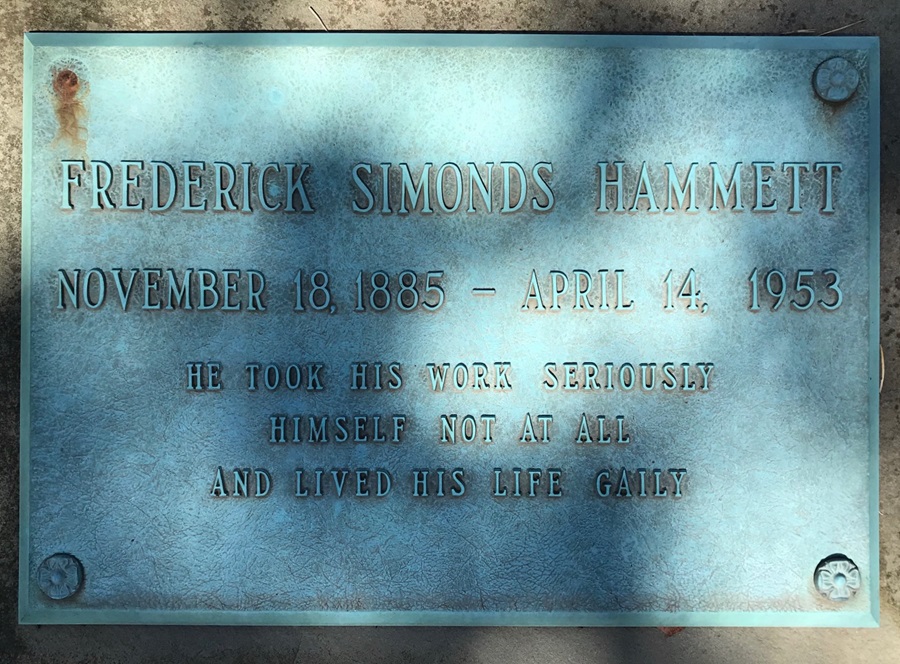 FREDERICK SIMONDS HAMMETT
NOVEMBER 18, 1885 – APRIL 14, 1953
HE TOOK HIS WORK SERIOUSLY
HIMSELF NOT AT ALL
AND LIVED HIS LIFE GAILY